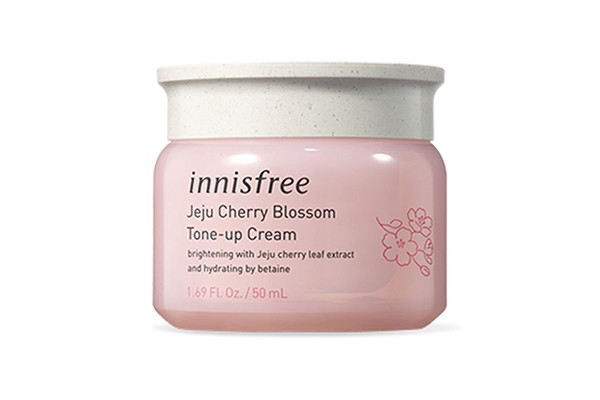 innisfree
Jeju Cherry Blossom
Tone-up Cream
brightening with Jeju cherry leaf extract
and hydrating by betaine
1.69 Fl. Oz. / 50 mL